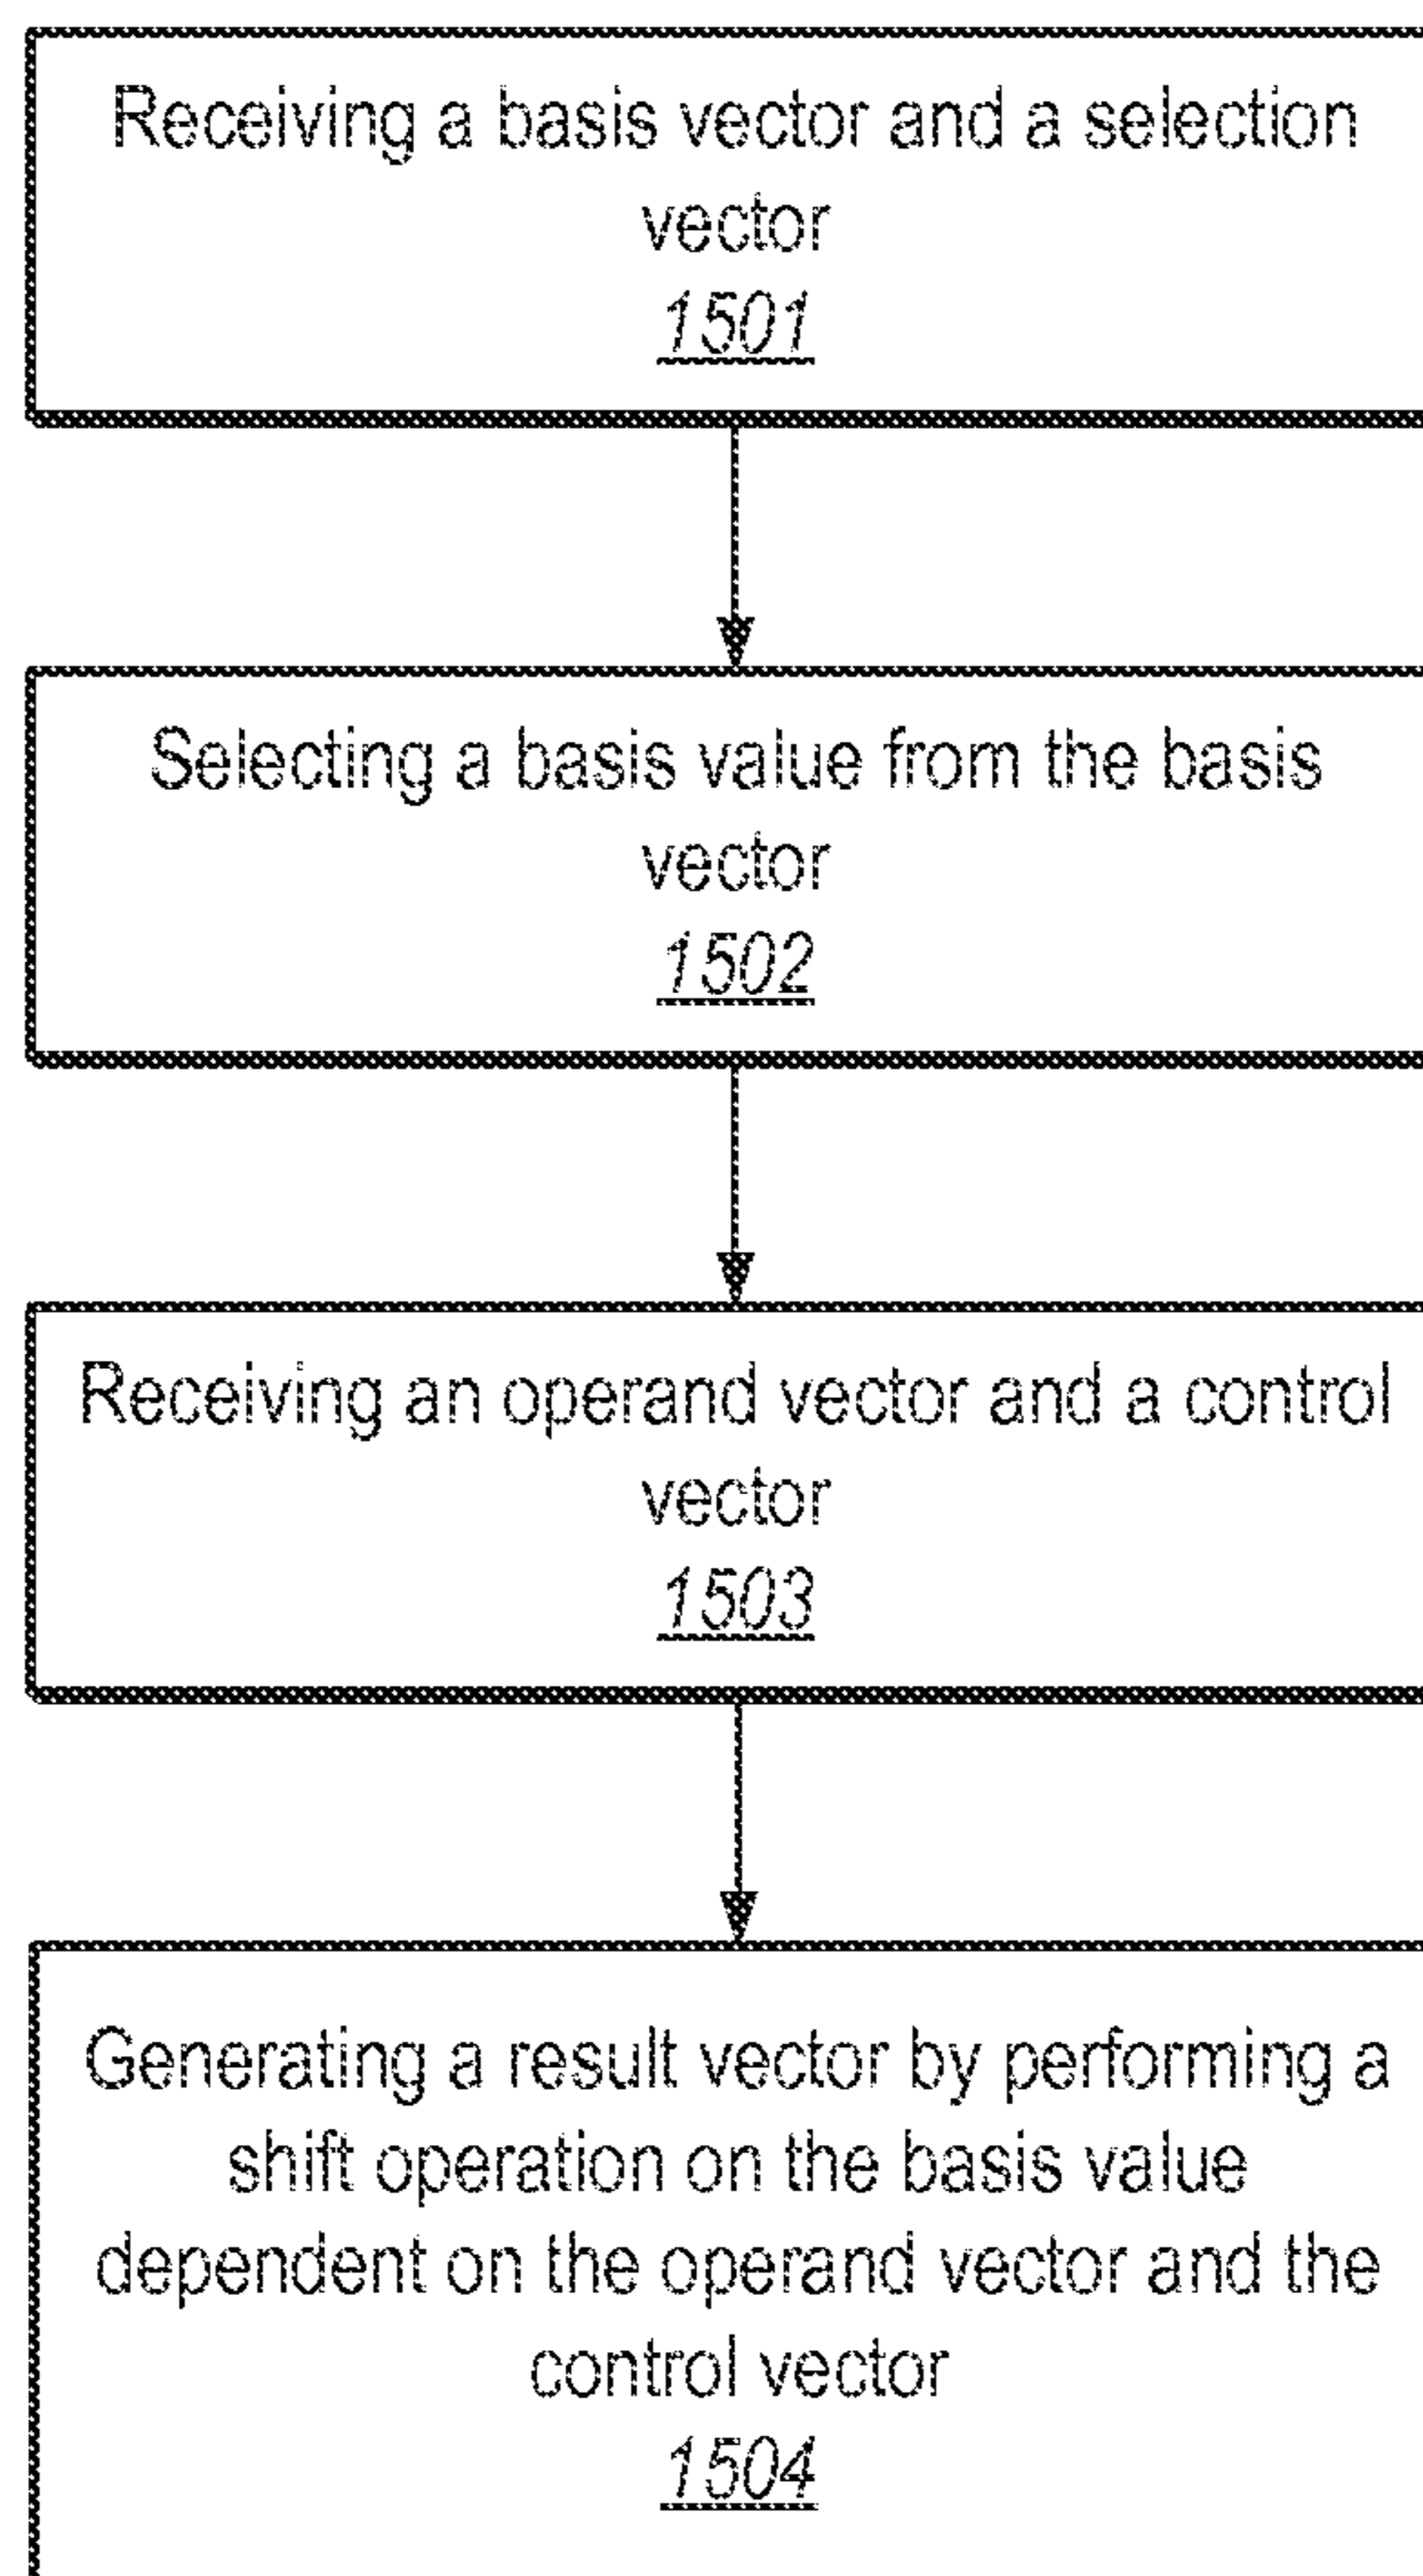 Receiving a basis vector and a selection
vector
1501
Selecting a basis value from the basis
vector
1502
Receiving an operand vector and a control
vector
1503
Generating a result vector by performing a
shift operation on the basis value
dependent on the operand vector and the
control vector
1504